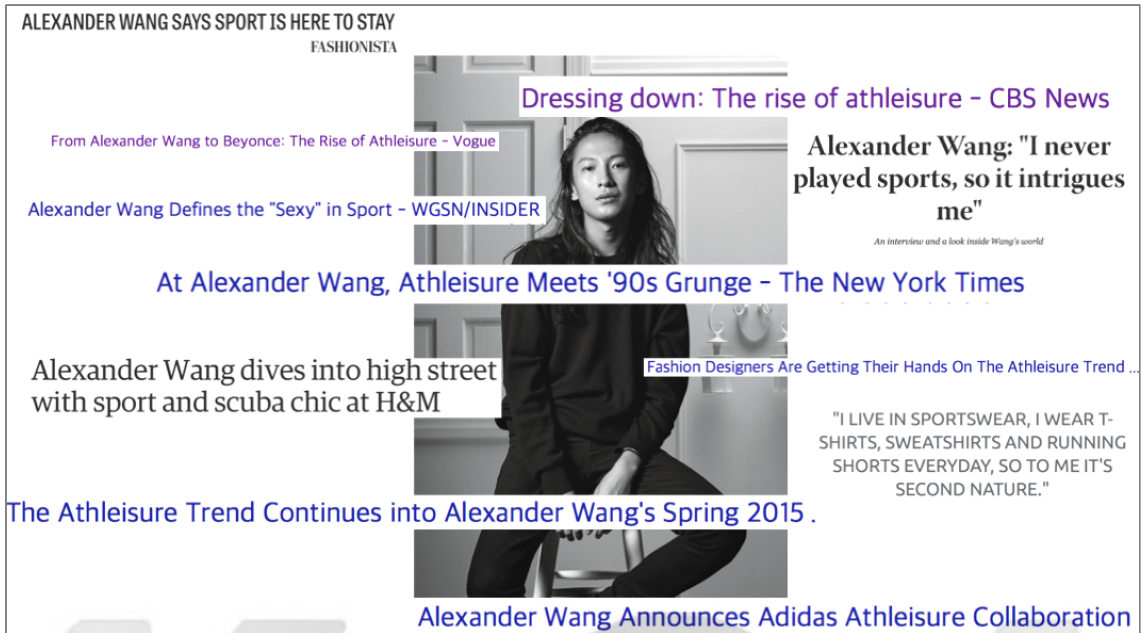 ALEXANDER WANG SAYS SPORT IS HERE TO STAY
FASHIONISTA
Dressing down: The rise of athleisure - CBS News
From Alexander Wang to Beyonce: The Rise of Athleisure - Vogue
Alexander Wang: "I never
played sports, so it intrigues
me"
An interview and a look inside Wang's world
Alexander Wang Defines the "Sexy" in Sport - WGSN/INSIDER
At Alexander Wang, Athleisure Meets '90s Grunge - The New York Times
Alexander Wang dives into high street
with sport and scuba chic at H&M
Fashion Designers Are Getting Their Hands On The Athleisure Trend ...
"I LIVE IN SPORTSWEAR, I WEAR T-
SHIRTS, SWEATSHIRTS AND RUNNING
SHORTS EVERYDAY, SO TO ME IT'S
SECOND NATURE."
The Athleisure Trend Continues into Alexander Wang's Spring 2015 .
Alexander Wang Announces Adidas Athleisure Collaboration